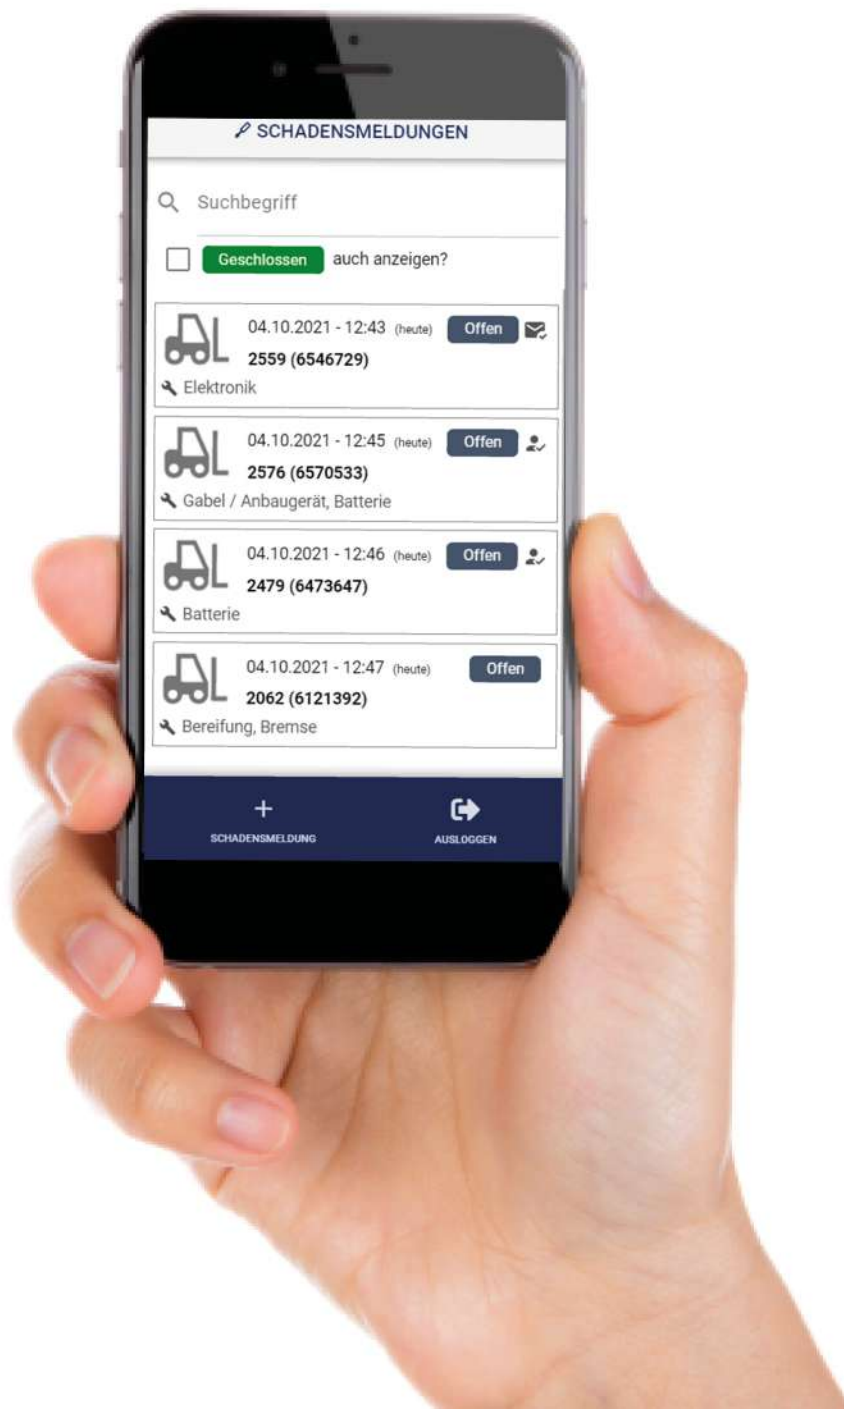 SCHADENSMELDUNGEN
Suchbegriff
Geschlossen auch anzeigen?
04.10.2021 - 12:43 (heute) Offen
2559 (6546729)
Elektronik
04.10.2021 - 12:45 (heute) Offen
2576 (6570533)
Gabel / Anbaugerät, Batterie
04.10.2021 - 12:46 (heute) Offen
2479 (6473647)
Batterie
04.10.2021 - 12:47 (heute) Offen
2062 (6121392)
Bereifung, Bremse
+
SCHADENSMELDUNG AUSLOGGEN